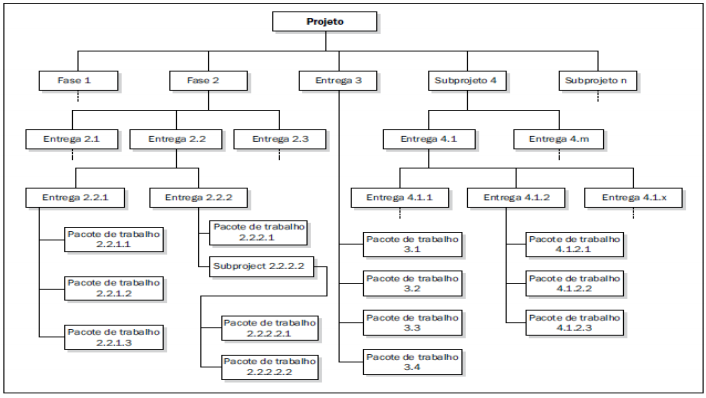 Projeto
Fase 1
Fase 2
Entrega 3
Subprojeto 4
Subprojeto n
Entrega 2.1
Entrega 2.2
Entrega 2.3
Entrega 4.1
Entrega 4.m
Entrega 2.2.1
Entrega 2.2.2
Entrega 4.1.1
Entrega 4.1.2
Entrega 4.1.x
Pacote de trabalho
2.2.1.1
Pacote de trabalho
2.2.1.2
Pacote de trabalho
2.2.1.3
Pacote de trabalho
2.2.2.1
Subproject 2.2.2.2
Pacote de trabalho
2.2.2.2.1
Pacote de trabalho
2.2.2.2.2
Pacote de trabalho
3.1
Pacote de trabalho
3.2
Pacote de trabalho
3.3
Pacote de trabalho
3.4
Pacote de trabalho
4.1.2.1
Pacote de trabalho
4.1.2.2
Pacote de trabalho
4.1.2.3